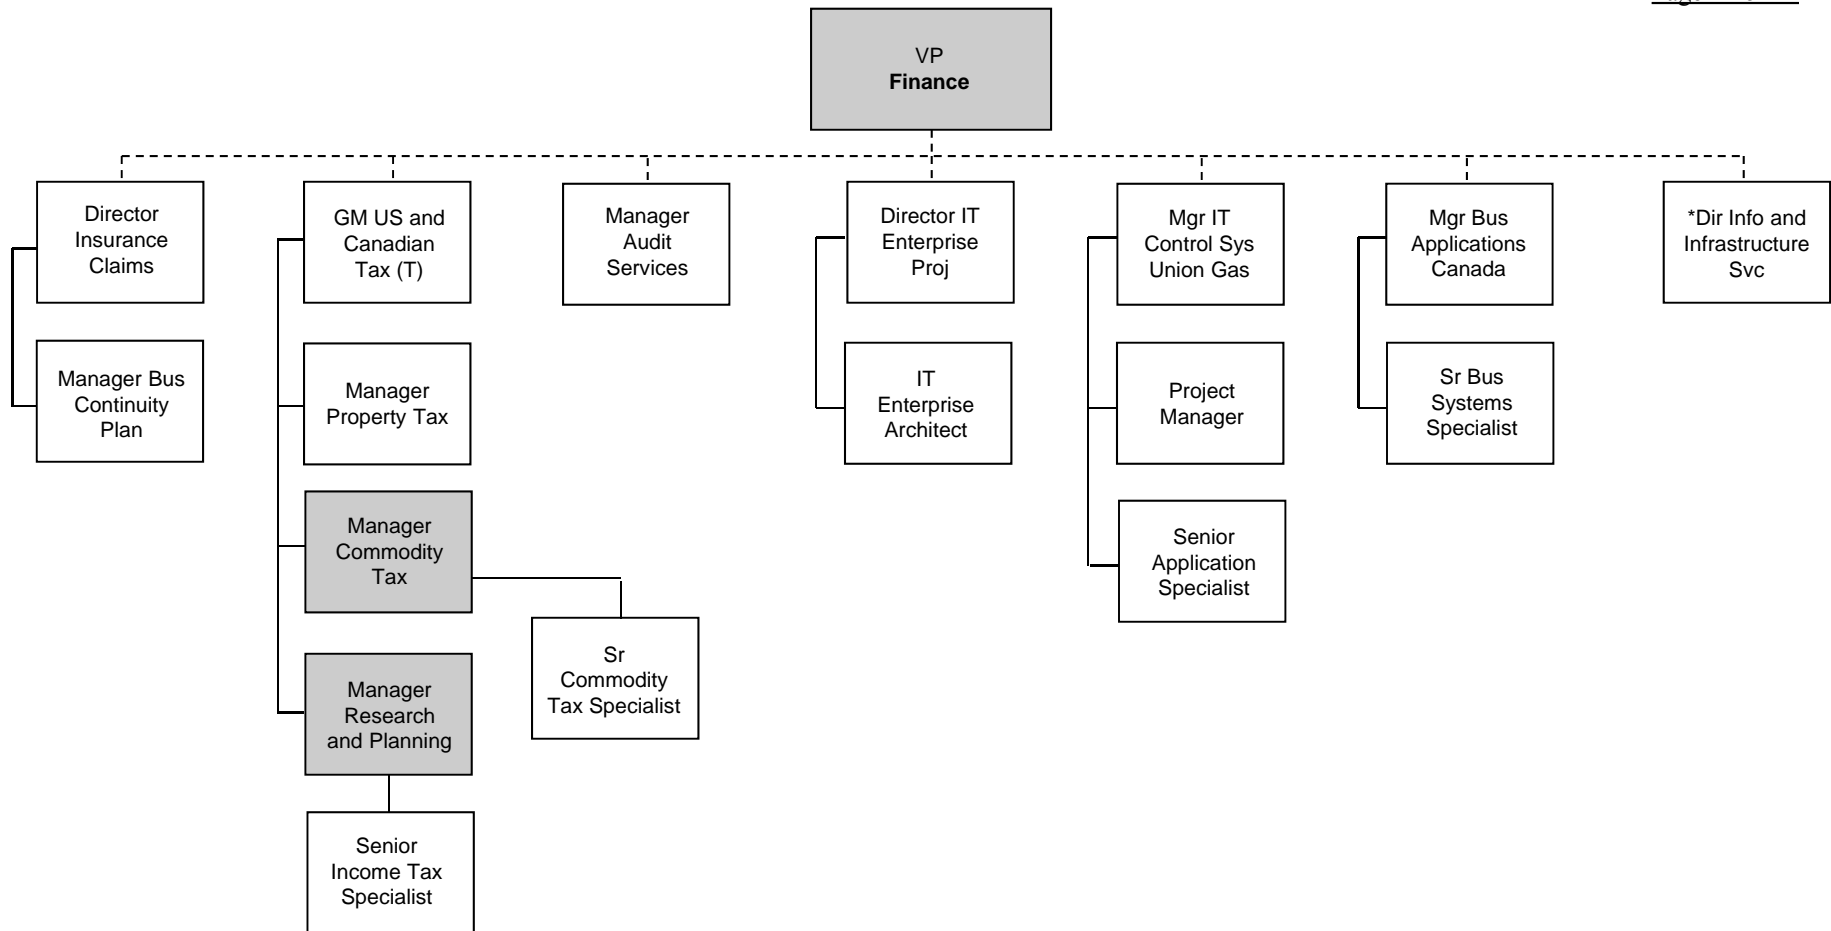 VP
Finance
Director
Insurance
Claims
GM US and
Canadian
Tax (T)
Manager
Audit
Services
Director IT
Enterprise
Proj
Mgr IT
Control Sys
Union Gas
Mgr Bus
Applications
Canada
*Dir Info and
Infrastructure
Svc
Manager Bus
Continuity
Plan
Manager
Property Tax
IT
Enterprise
Architect
Project
Manager
Sr Bus
Systems
Specialist
Manager
Commodity
Tax
Senior
Application
Specialist
Sr
Commodity
Tax Specialist
Manager
Research
and Planning
Senior
Income Tax
Specialist